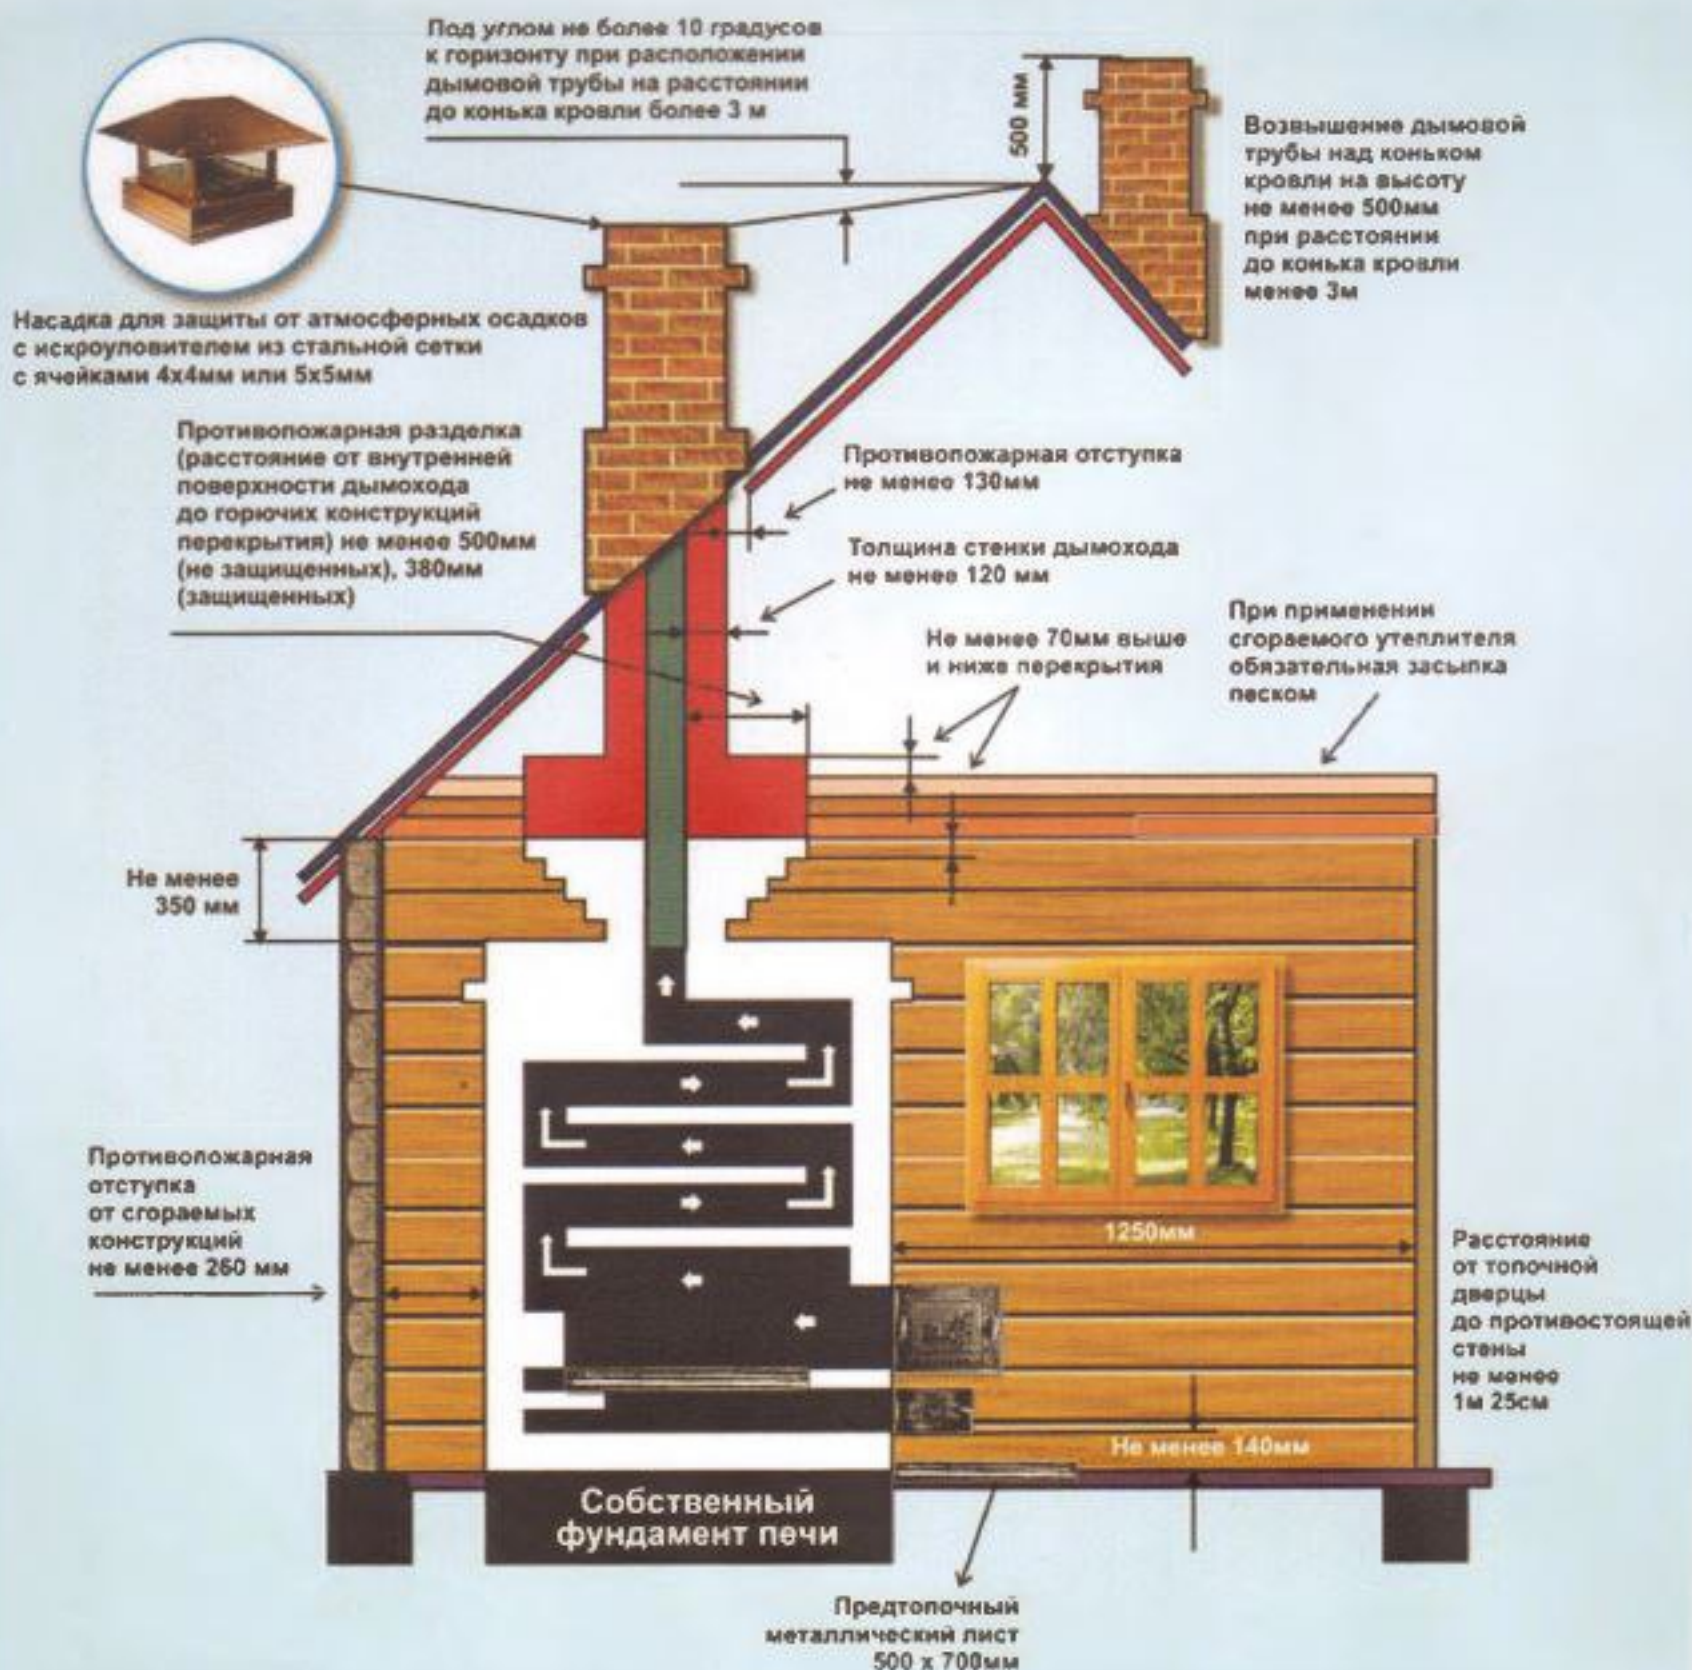 Под углом не более 10 градусов
к горизонту при расположении
дымовой трубы на расстоянии
до конька кровли более 3 м
500 мм
Возвышение дымовой
трубы над коньком
кровли на высоту
не менее 500мм
при расстоянии
до конька кровли
менее 3м
Насадка для защиты от атмосферных осадков
с искроуловителем из стальной сетки
с ячейками 4х4мм или 5х5мм
Противопожарная разделка
(расстояние от внутренней
поверхности дымохода
до горючих конструкций
перекрытия) не менее 500мм
(не защищенных), 380мм
(защищенных)
Противопожарная отступка
не менее 130мм
Толщина стенки дымохода
не менее 120 мм
Не менее 70мм выше
и ниже перекрытия
При применении
сгораемого утеплителя
обязательная засыпка
песком
Не менее
350 мм
Противопожарная
отступка
от сгораемых
конструкций
не менее 260 мм
1250мм
Расстояние
от топочной
дверцы
до противостоящей
стены
не менее
1м 25см
Не менее 140мм
Собственный
фундамент печи
Предтопочный
металлический лист
500 х 700мм